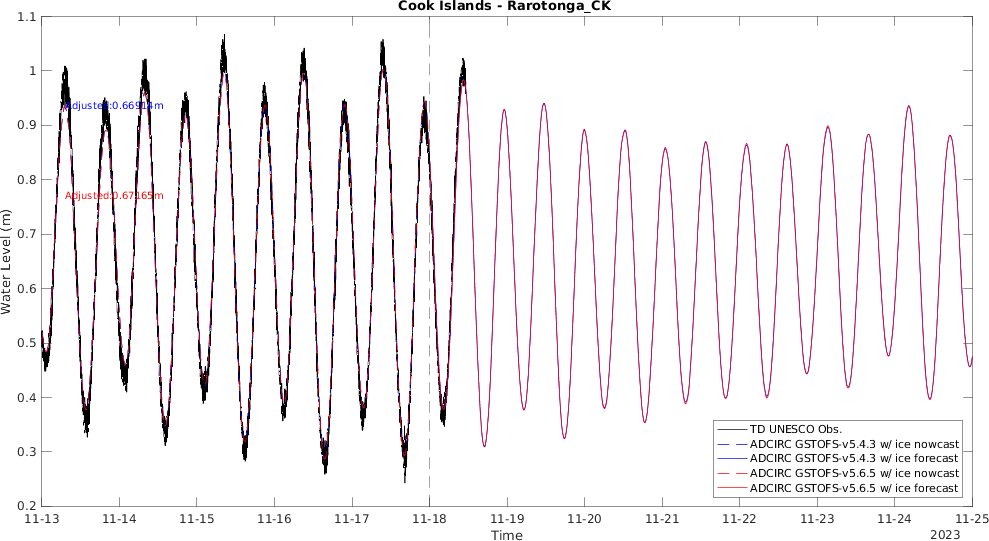 Cook Islands - Rarotonga_CK
1.1
1
0.9
0.8
0.7
0.6
0.5
0.4
0.3
0.2
Water Level (m)
Adjusted:0.66914m
Adjusted:0.67165m
TD UNESCO Obs.
ADCIRC GSTOFS-v5.4.3 w/ ice nowcast
ADCIRC GSTOFS-v5.4.3 w/ ice forecast
ADCIRC GSTOFS-v5.6.5 w/ ice nowcast
ADCIRC GSTOFS-v5.6.5 w/ ice forecast
11-13 11-14 11-15 11-16 11-17 11-18 11-19 11-20 11-21 11-22 11-23 11-24 11-25
Time
2023